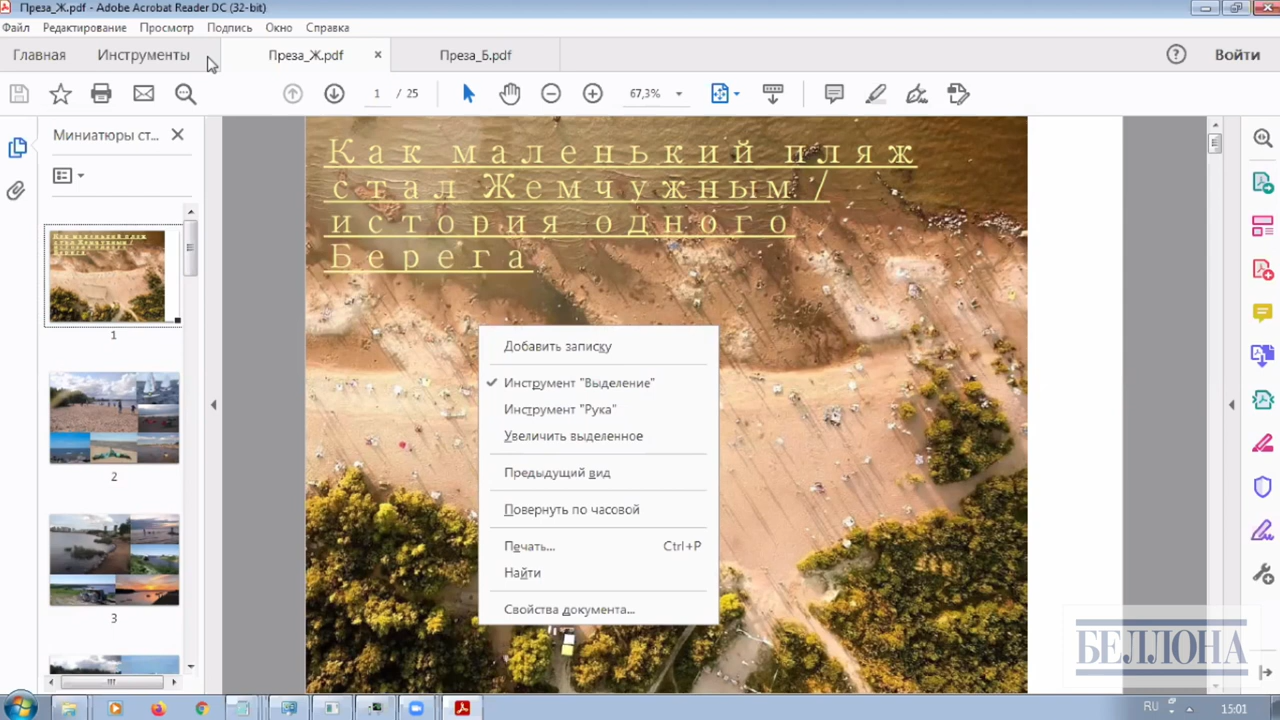 Преза_Ж.pdf - Adobe Acrobat Reader DC (32-bit)
Файл Редактирование Просмотр Подпись Окно Справка
Главная Инструменты Преза_Ж.pdf × Преза_Б.pdf Войти
1 / 25 67,3%
Миниатюры ст...
1
2
3
Как маленький пляж
стал Жемчужным /
история одного
Берега
Добавить записку
Инструмент "Выделение"
Инструмент "Рука"
Увеличить выделенное
Предыдущий вид
Повернуть по часовой
Печать... Ctrl+P
Найти
Свойства документа...
БЕЛЛОНА
RU 15:01